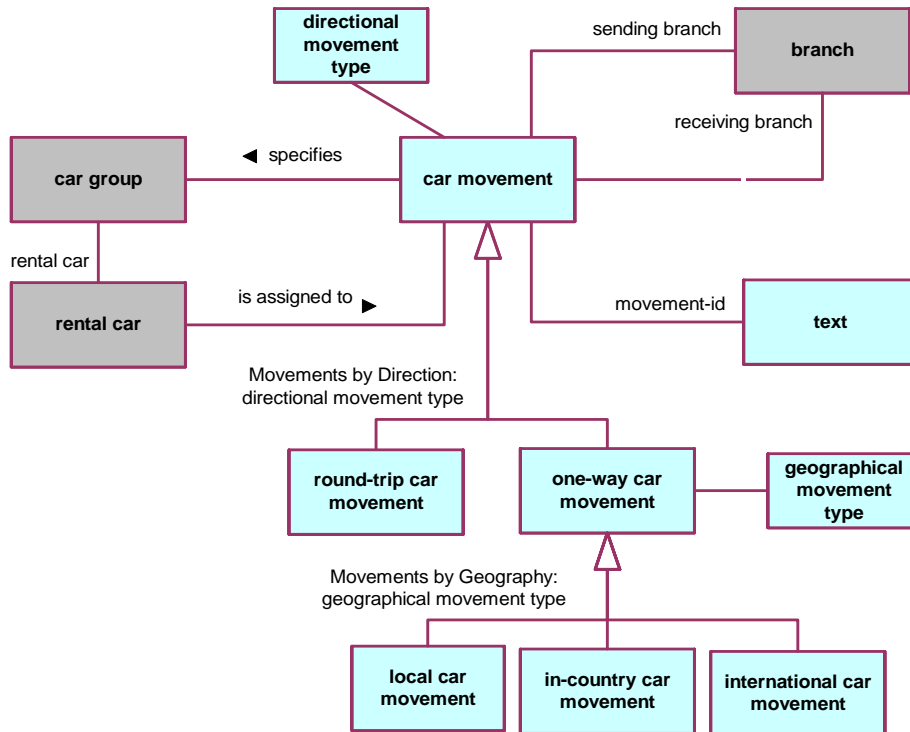 directional
movement
type
sending branch
branch
receiving branch
◄ specifies
car group
car movement
rental car
is assigned to ►
rental car
movement-id
text
Movements by Direction:
directional movement type
round-trip car
movement
one-way car
movement
geographical
movement
type
Movements by Geography:
geographical movement type
local car
movement
in-country car
movement
international car
movement